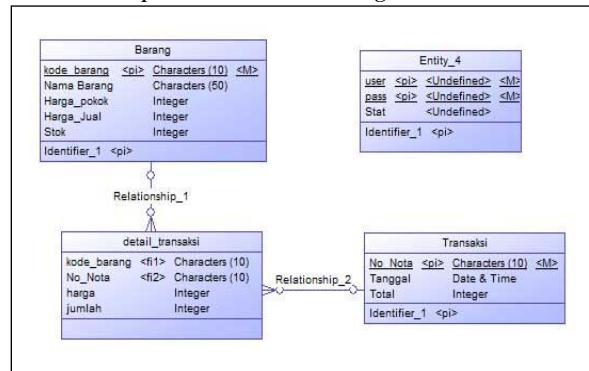 Barang
kode_barang <pi> Characters (10) <M>
Nama Barang Characters (50)
Harga_pokok Integer
Harga_Jual Integer
Stok Integer
Identifier_1 <pi>
Entity_4
user <pi> <Undefined> <M>
pass <pi> <Undefined> <M>
Stat <Undefined>
Identifier_1 <pi>
Relationship_1
detail_transaksi
kode_barang <fi1> Characters (10)
No_Nota <fi2> Characters (10)
harga Integer
jumlah Integer
Relationship_2
Transaksi
No_Nota <pi> Characters (10) <M>
Tanggal Date & Time
Total Integer
Identifier_1 <pi>